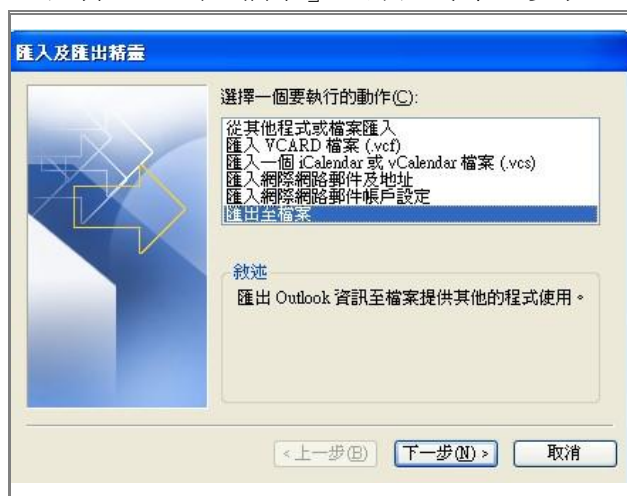 匯入及匯出精靈
選擇一個要執行的動作(C):
從其他程式或檔案匯入
匯入 VCARD 檔案 (.vcf)
匯入一個 iCalendar 或 vCalendar 檔案 (.vcs)
匯入網際網路郵件及地址
匯入網際網路郵件帳戶設定
匯出至檔案
敘述
匯出 Outlook 資訊至檔案提供其他的程式使用。
<上一步(B) 下一步(N)> 取消